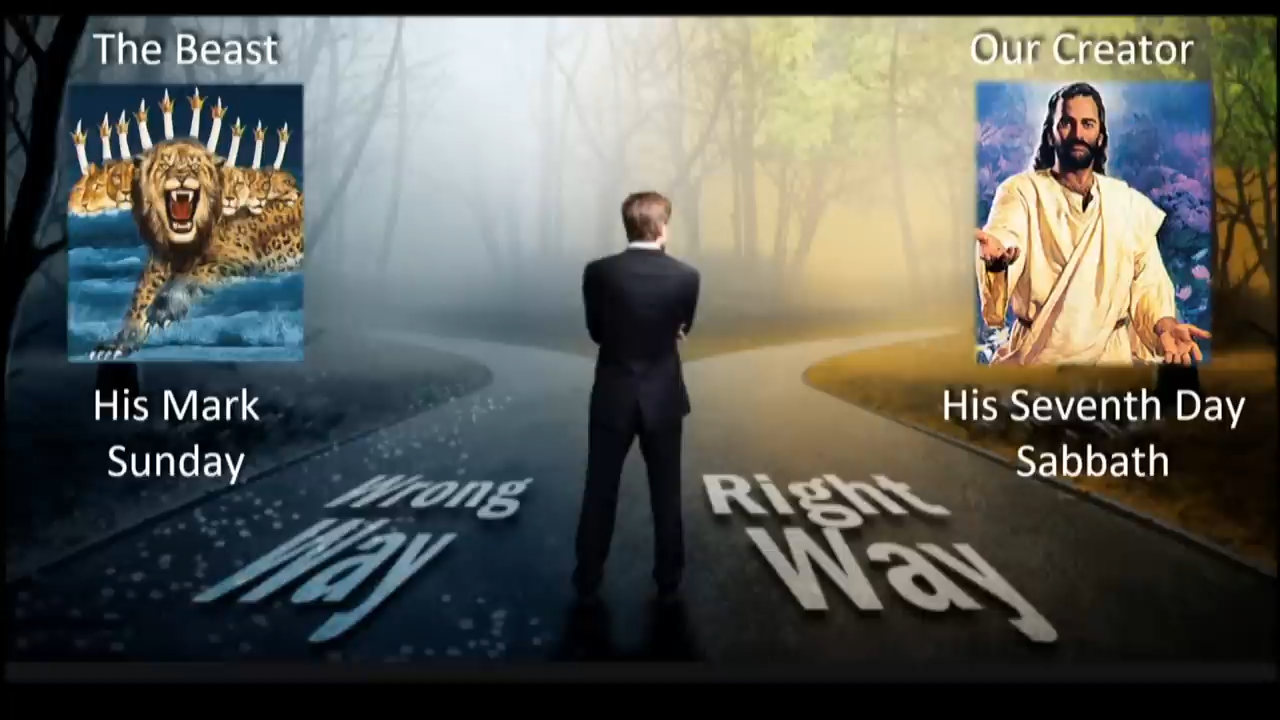 The Beast
His Mark
Sunday
Our Creator
His Seventh Day
Sabbath
Wrong
Way
Right
Way